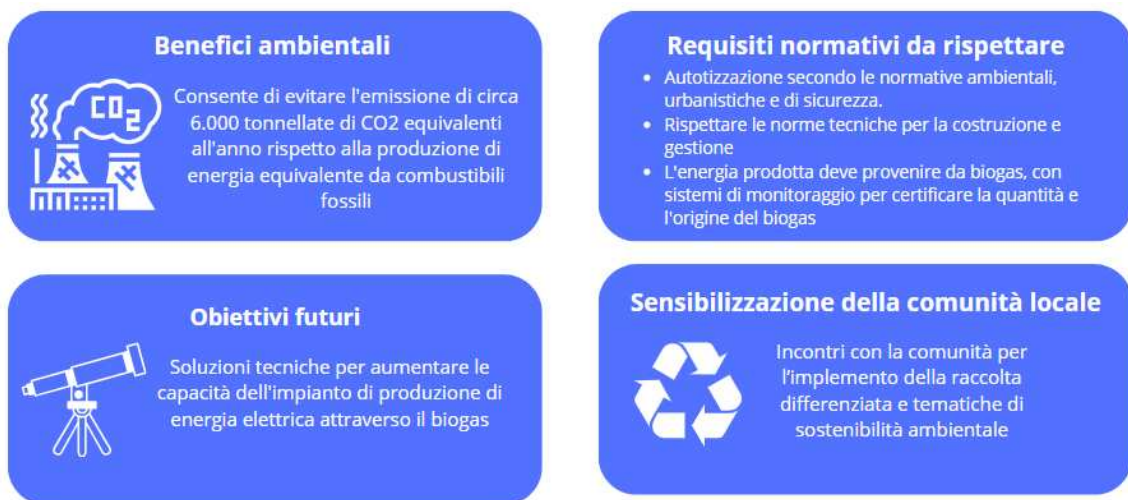 Benefici ambientali
CO2
Consente di evitare l'emissione di circa
6.000 tonnellate di CO2 equivalenti
all'anno rispetto alla produzione di
energia equivalente da combustibili
fossili
Requisiti normativi da rispettare
• Autotizzazione secondo le normative ambientali,
urbanistiche e di sicurezza.
• Rispettare le norme tecniche per la costruzione e
gestione
• L'energia prodotta deve provenire da biogas, con
sistemi di monitoraggio per certificare la quantità e
l'origine del biogas
Obiettivi futuri
Soluzioni tecniche per aumentare le
capacità dell'impianto di produzione di
energia elettrica attraverso il biogas
Sensibilizzazione della comunità locale
Incontri con la comunità per
l’implemento della raccolta
differenziata e tematiche di
sostenibilità ambientale